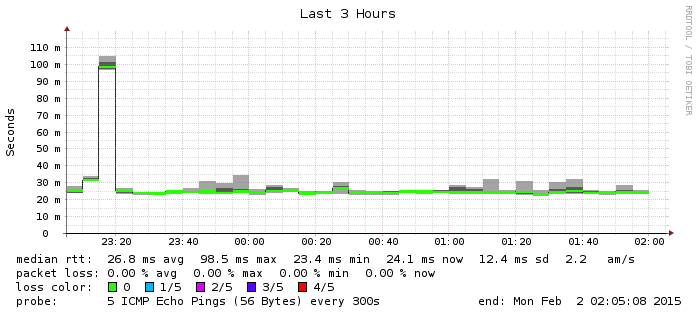 Last 3 Hours
RRDTOOL / TOBI OETIKER
Seconds
110 m
100 m
90 m
80 m
70 m
60 m
50 m
40 m
30 m
20 m
10 m
0
23:20 23:40 00:00 00:20 00:40 01:00 01:20 01:40 02:00
median rtt: 26.8 ms avg 98.5 ms max 23.4 ms min 24.1 ms now 12.4 ms sd 2.2 am/s
packet loss: 0.00 % avg 0.00 % max 0.00 % min 0.00 % now
loss color: 0 1/5 2/5 3/5 4/5
probe: 5 ICMP Echo Pings (56 Bytes) every 300s end: Mon Feb 2 02:05:08 2015